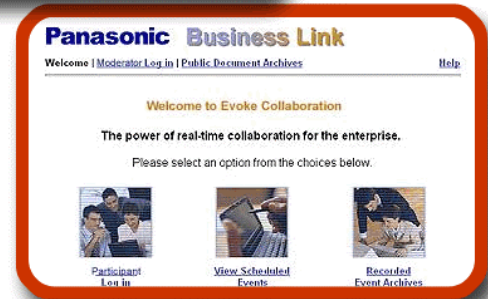 Panasonic Business Link
Welcome | Moderator Log in | Public Document Archives Help
Welcome to Evoke Collaboration
The power of real-time collaboration for the enterprise.
Please select an option from the choices below.
Participant View Scheduled Recorded
Log in Events Event Archives